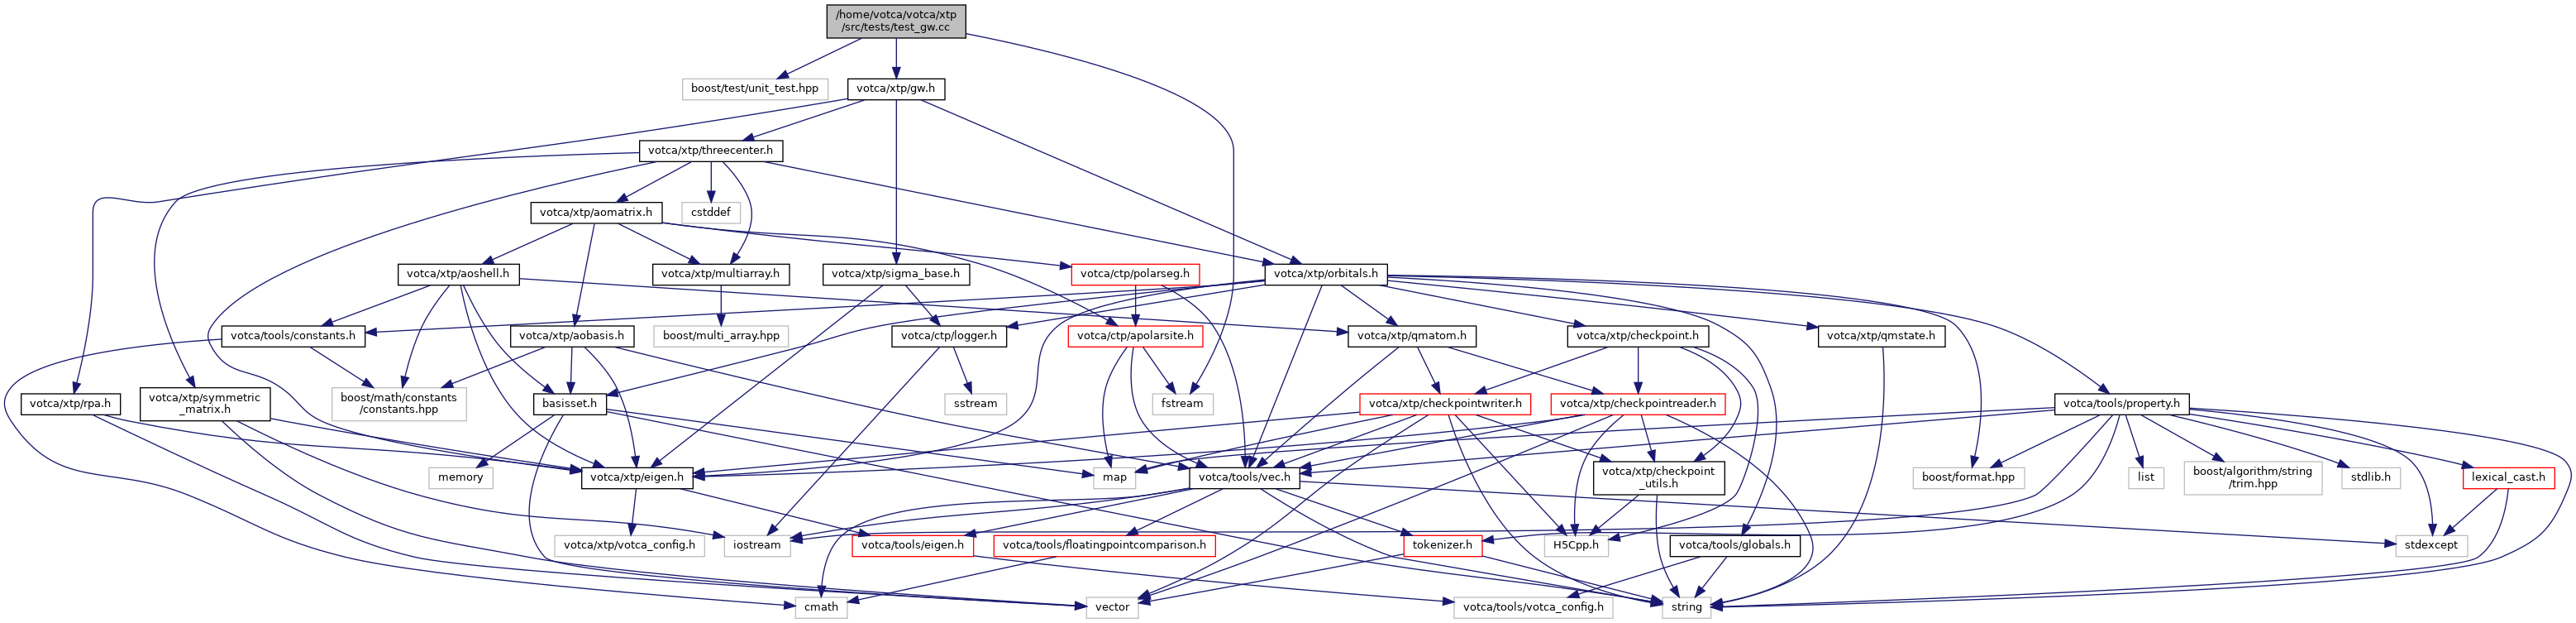 /home/votca/votca/xtp
/src/tests/test_gw.cc
boost/test/unit_test.hpp
votca/xtp/gw.h
votca/xtp/threecenter.h
votca/xtp/aomatrix.h
cstddef
votca/xtp/aoshell.h
votca/xtp/multiarray.h
votca/xtp/sigma_base.h
votca/ctp/polarseg.h
votca/xtp/orbitals.h
votca/tools/constants.h
votca/xtp/aobasis.h
boost/multi_array.hpp
votca/ctp/logger.h
votca/ctp/apolarsite.h
votca/xtp/qmatom.h
votca/xtp/checkpoint.h
votca/xtp/qmstate.h
votca/xtp/rpa.h
votca/xtp/symmetric
_matrix.h
boost/math/constants
/constants.hpp
basisset.h
sstream
fstream
votca/xtp/checkpointwriter.h
votca/xtp/checkpointreader.h
votca/tools/property.h
memory
votca/xtp/eigen.h
map
votca/tools/vec.h
votca/xtp/checkpoint
_utils.h
boost/format.hpp
list
boost/algorithm/string
/trim.hpp
stdlib.h
lexical_cast.h
votca/xtp/votca_config.h
iostream
votca/tools/eigen.h
votca/tools/floatingpointcomparison.h
tokenizer.h
H5Cpp.h
votca/tools/globals.h
stdexcept
cmath
vector
votca/tools/votca_config.h
string